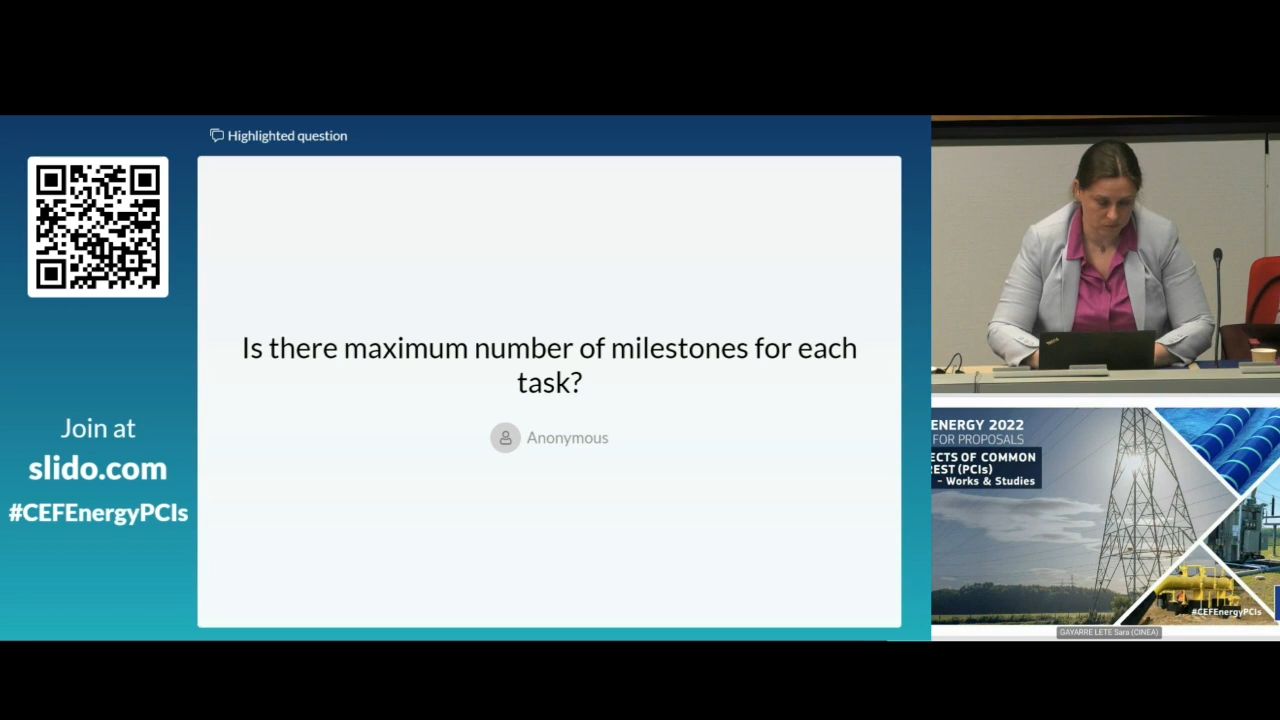 Highlighted question
Is there maximum number of milestones for each
task?
Anonymous
Join at
slido.com
#CEFEnergyPCIs
ENERGY 2022
FOR PROPOSALS
ECTS OF COMMON
REST (PCIs)
- Works & Studies
#CEFEnergyPCIs
GAYARRE LETE Sara (CINEA)